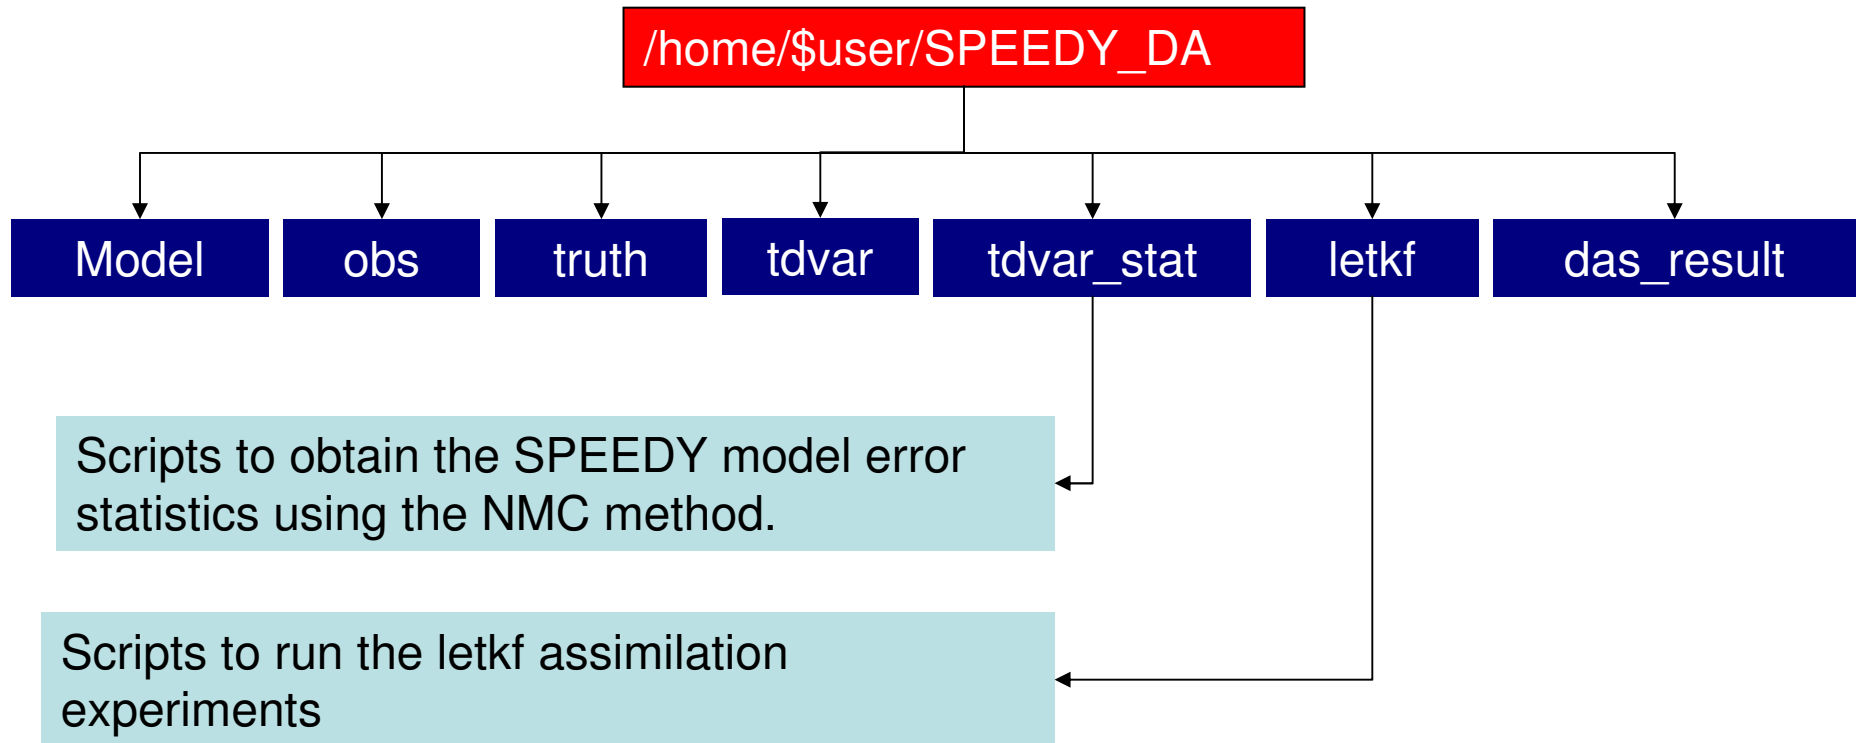 /home/$user/SPEEDY_DA
Model
obs
truth
tdvar
tdvar_stat
letkf
das_result
Scripts to obtain the SPEEDY model error
statistics using the NMC method.
Scripts to run the letkf assimilation
experiments